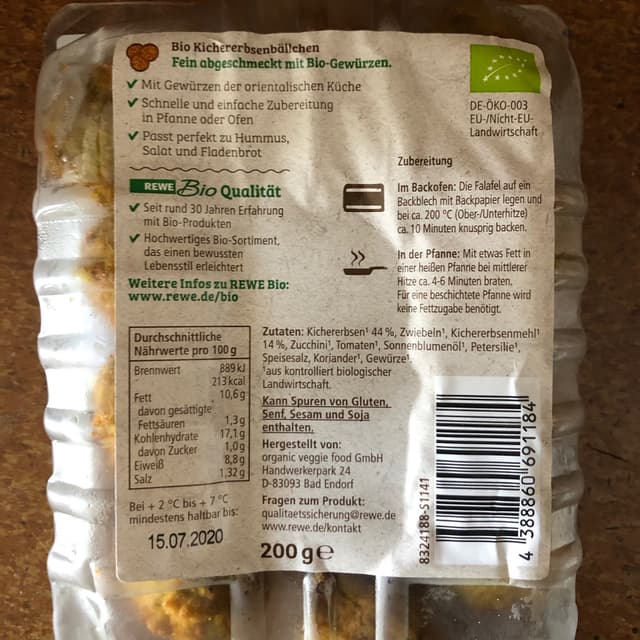 Bio Kichererbsenbällchen
Fein abgeschmeckt mit Bio-Gewürzen.
✔ Mit Gewürzen der orientalischen Küche
✔ Schnelle und einfache Zubereitung
in Pfanne oder Ofen
✔ Passt perfekt zu Hummus,
Salat und Fladenbrot
REWE Bio Qualität
✔ Seit rund 30 Jahren Erfahrung
mit Bio-Produkten
✔ Hochwertiges Bio-Sortiment,
das einen bewussten
Lebensstil erleichtert
Weitere Infos zu REWE Bio:
www.rewe.de/bio
DE-ÖKO-003
EU-/Nicht-EU-
Landwirtschaft
Zubereitung
Im Backofen: Die Falafel auf ein
Backblech mit Backpapier legen und
bei ca. 200 °C (Ober-/Unterhitze)
ca. 10 Minuten knusprig backen.
In der Pfanne: Mit etwas Fett in
einer heißen Pfanne bei mittlerer
Hitze ca. 4-6 Minuten braten.
Für eine beschichtete Pfanne wird
keine Fettzugabe benötigt.
Durchschnittliche
Nährwerte pro 100 g
Brennwert 889 kJ
213 kcal
Fett 10,6 g
davon gesättigte
Fettsäuren 1,3 g
Kohlenhydrate 17,1 g
davon Zucker 1,0 g
Eiweiß 8,8 g
Salz 1,32 g
Bei + 2 °C bis + 7 °C
mindestens haltbar bis:
15.07.2020
Zutaten: Kichererbsen¹ 44 %, Zwiebeln¹, Kichererbsenmehl¹
14 %, Zucchini¹, Tomaten¹, Sonnenblumenöl¹, Petersilie¹,
Speisesalz, Koriander¹, Gewürze¹.
¹aus kontrolliert biologischer
Landwirtschaft.
Kann Spuren von Gluten,
Senf, Sesam und Soja
enthalten.
Hergestellt von:
organic veggie food GmbH
Handwerkerpark 24
D-83093 Bad Endorf
Fragen zum Produkt:
qualitaetssicherung@rewe.de
www.rewe.de/kontakt
200 g e
8324188-S1141
4 388860 691184